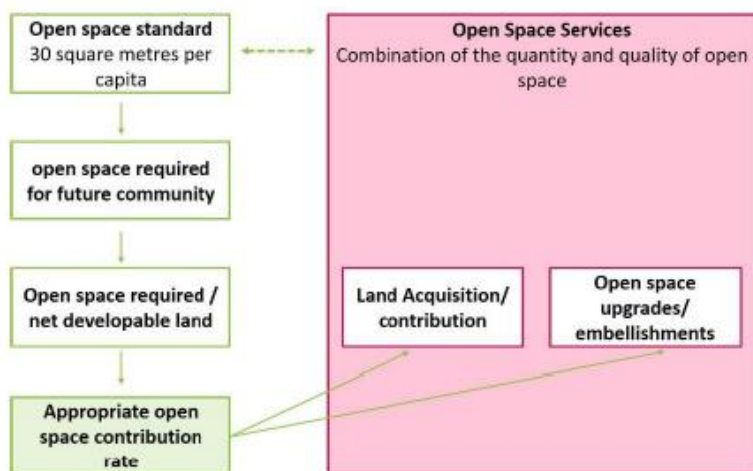 Open space standard
30 square metres per
capita
open space required
for future community
Open space required /
net developable land
Appropriate open
space contribution
rate
Open Space Services
Combination of the quantity and quality of open
space
Land Acquisition/
contribution
Open space
upgrades/
embellishments